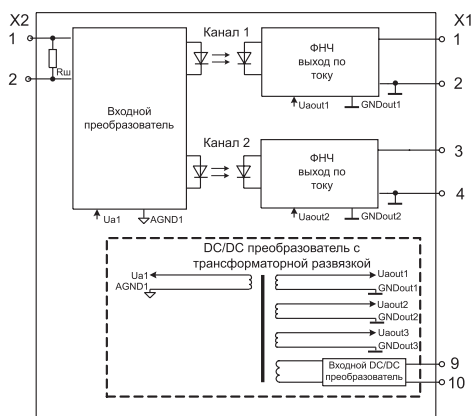 X2
X1
1
2
Rш
Входной
преобразователь
Ua1
AGND1
Канал 1
ФНЧ
выход по
току
Uaout1
GNDout1
1
2
Канал 2
ФНЧ
выход по
току
Uaout2
GNDout2
3
4
DC/DC преобразователь с
трансформаторной развязкой
Ua1
AGND1
Uaout1
GNDout1
Uaout2
GNDout2
Uaout3
GNDout3
Входной DC/DC
преобразователь
9
10